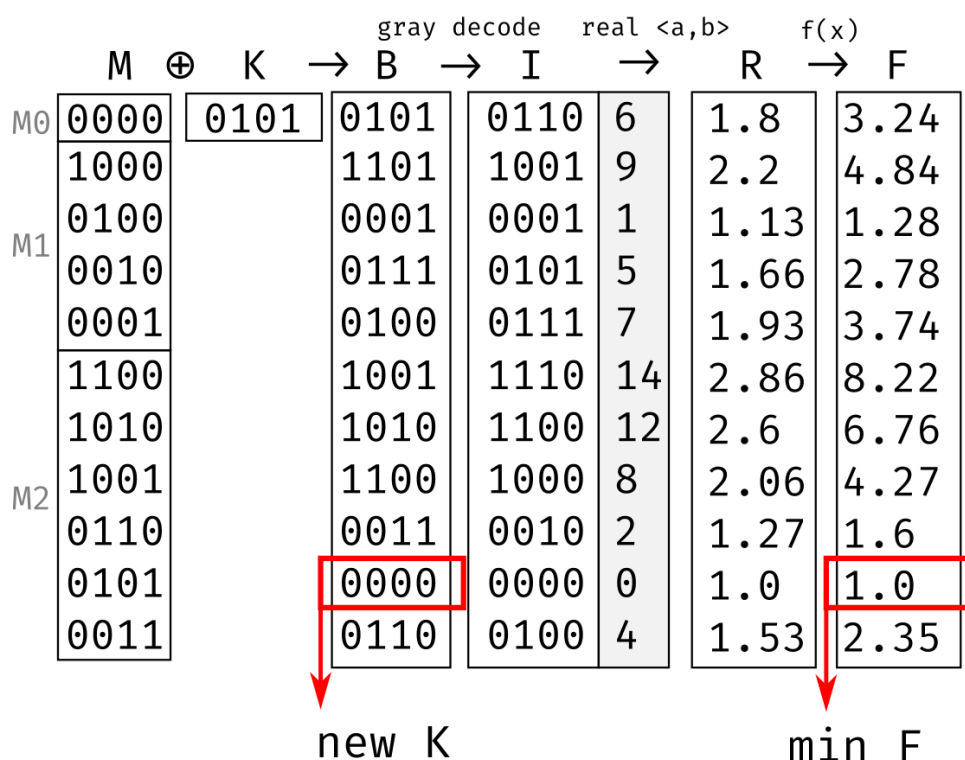 gray decode real <a,b> f(x)
M ⊕ K → B → I → R → F
M0 0000 0101 0101 0110 6 1.8 3.24
1000 1101 1001 9 2.2 4.84
0100 0001 0001 1 1.13 1.28
M1
0010 0111 0101 5 1.66 2.78
0001 0100 0111 7 1.93 3.74
1100 1001 1110 14 2.86 8.22
1010 1010 1100 12 2.6 6.76
1001 1100 1000 8 2.06 4.27
M2
0110 0011 0010 2 1.27 1.6
0101 0000 0000 0 1.0 1.0
0011 0110 0100 4 1.53 2.35
new K min F